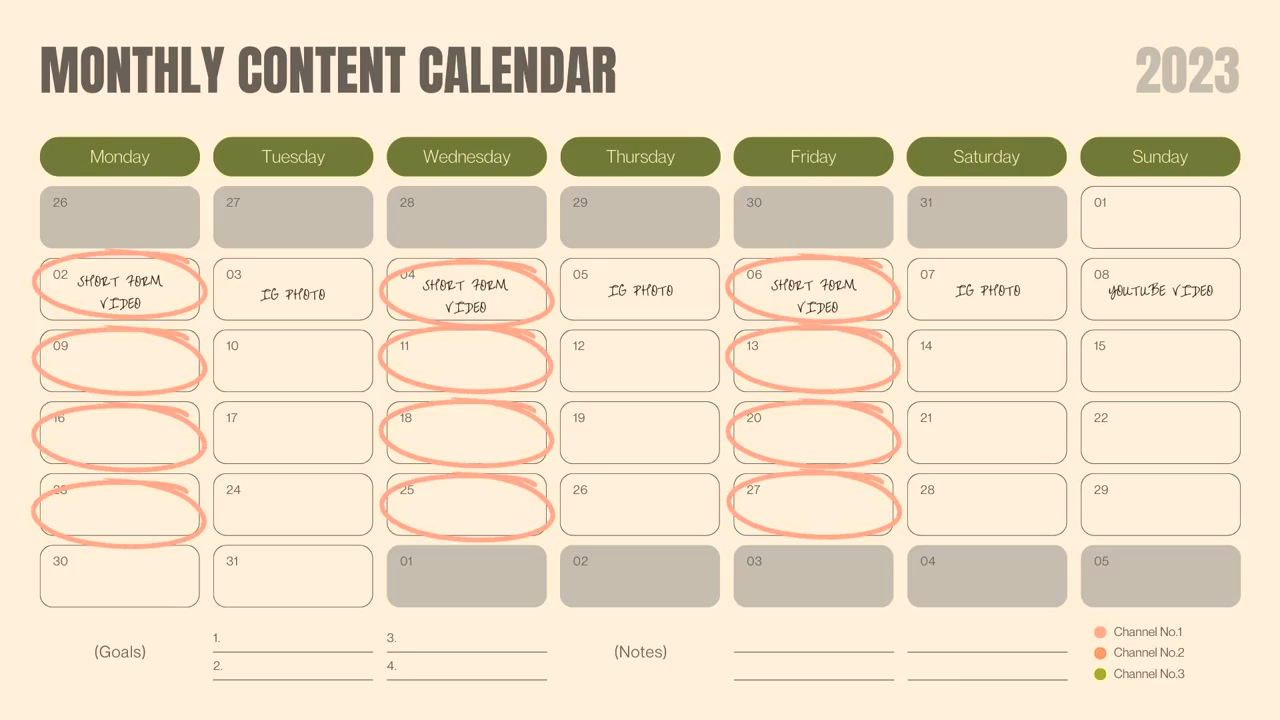 MONTHLY CONTENT CALENDAR 2023
Monday Tuesday Wednesday Thursday Friday Saturday Sunday
26 27 28 29 30 31 01
02 03 04 05 06 07 08
SHORT FORM VIDEO IG PHOTO SHORT FORM VIDEO IG PHOTO SHORT FORM VIDEO IG PHOTO YOUTUBE VIDEO
09 10 11 12 13 14 15
16 17 18 19 20 21 22
23 24 25 26 27 28 29
30 31 01 02 03 04 05
(Goals)
1.
2.
3.
4.
(Notes)
Channel No.1
Channel No.2
Channel No.3